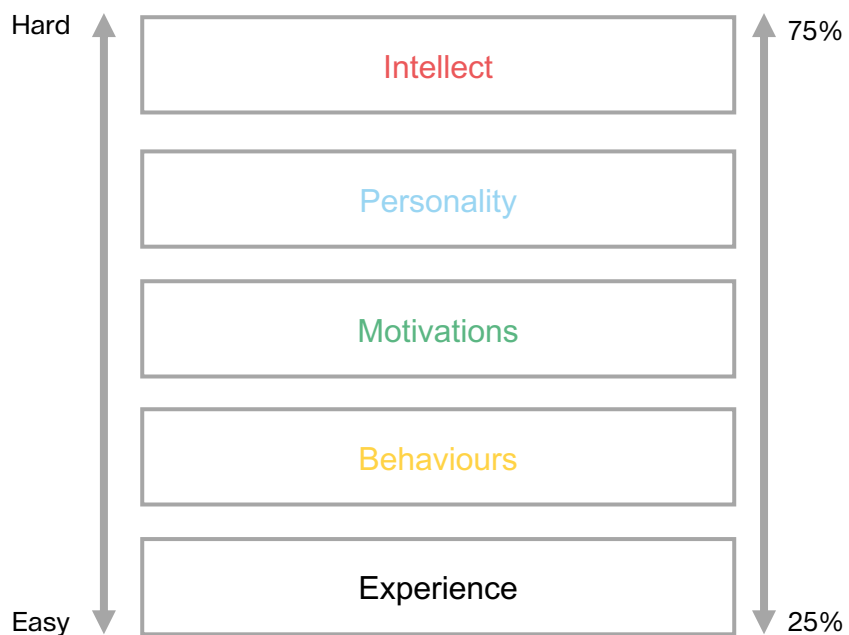 Hard
75%
Intellect
Personality
Motivations
Behaviours
Experience
Easy
25%